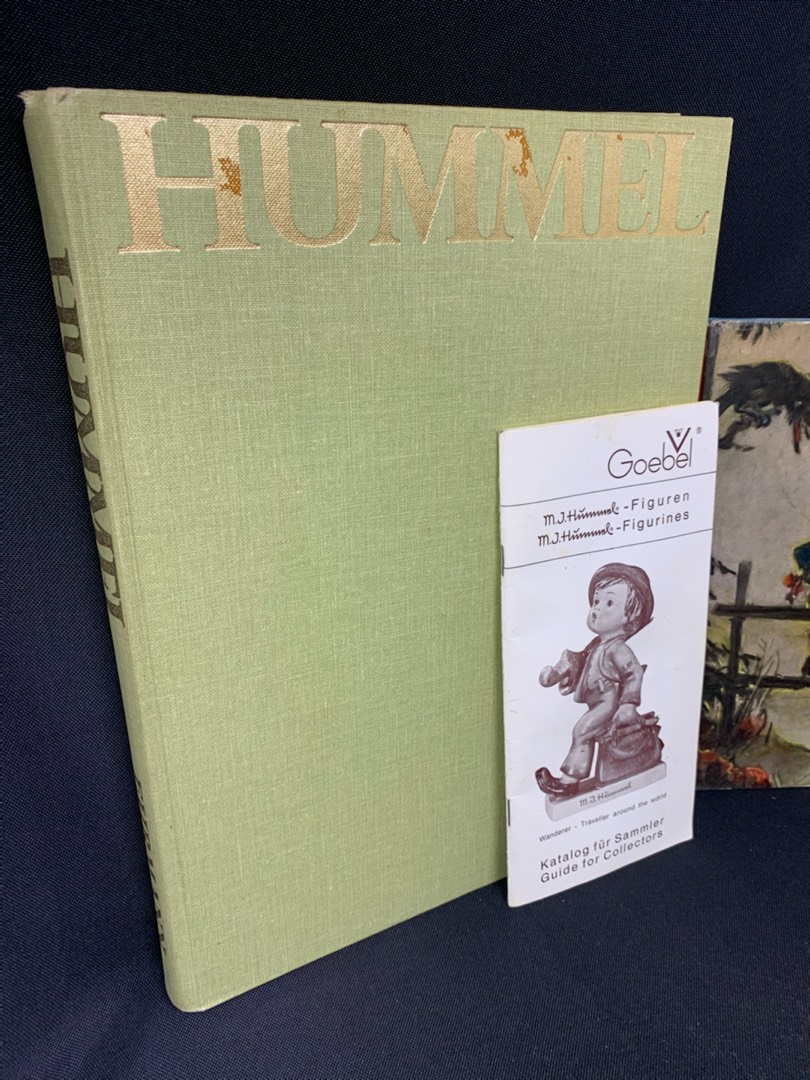 HUMMEL
HUMMEL
Goebel ®
M.J.Hummel® -Figuren
M.J.Hummel® -Figurines
M.J. Hummel
Wanderer - Traveller around the world
Katalog für Sammler
Guide for Collectors